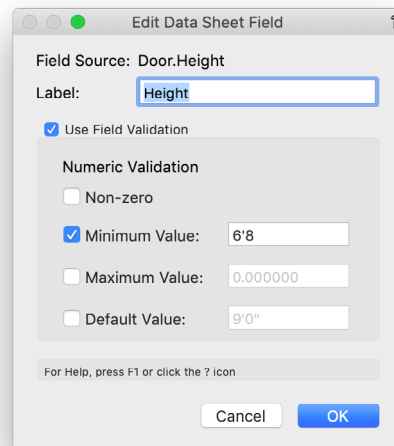 Edit Data Sheet Field
Field Source: Door.Height
Label: Height
Use Field Validation
Numeric Validation
Non-zero
Minimum Value: 6'8
Maximum Value: 0.000000
Default Value: 9'0"
For Help, press F1 or click the ? icon
Cancel OK